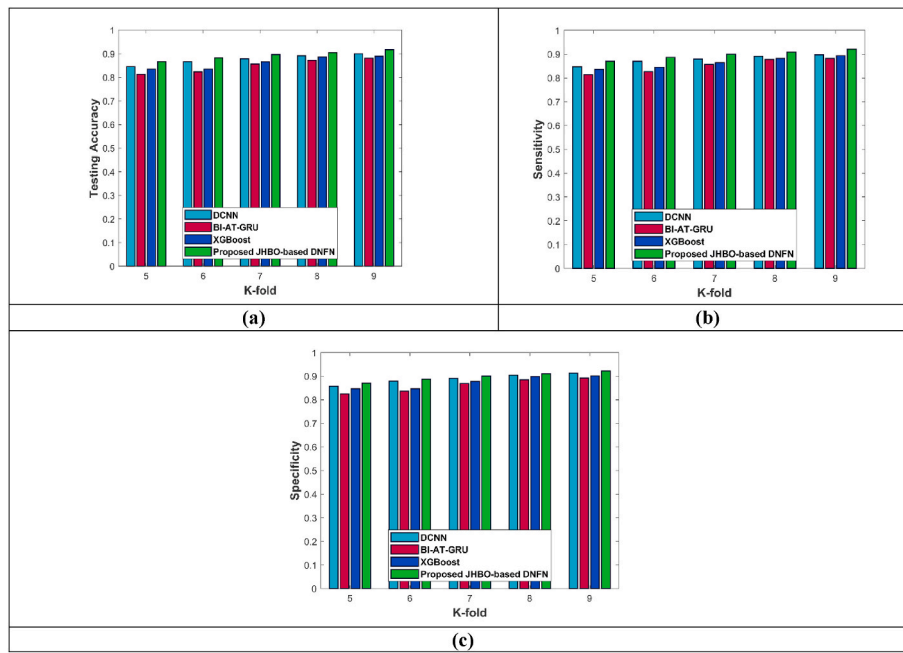 1
0.9
0.8
0.7
0.6
0.5
0.4
0.3
0.2
0.1
0
Testing Accuracy
DCNN
BI-AT-GRU
XGBoost
Proposed JHBO-based DNFN
5 6 7 8 9
K-fold
(a)
1
0.9
0.8
0.7
0.6
0.5
0.4
0.3
0.2
0.1
0
Sensitivity
DCNN
BI-AT-GRU
XGBoost
Proposed JHBO-based DNFN
5 6 7 8 9
K-fold
(b)
1
0.9
0.8
0.7
0.6
0.5
0.4
0.3
0.2
0.1
0
Specificity
DCNN
BI-AT-GRU
XGBoost
Proposed JHBO-based DNFN
5 6 7 8 9
K-fold
(c)